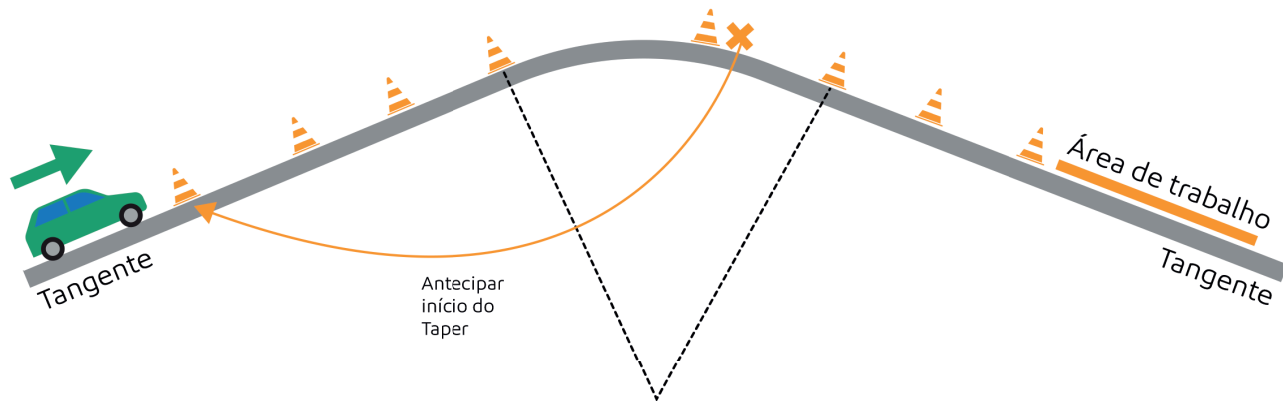 Área de trabalho
Tangente
Tangente
Antecipar
início do
Taper